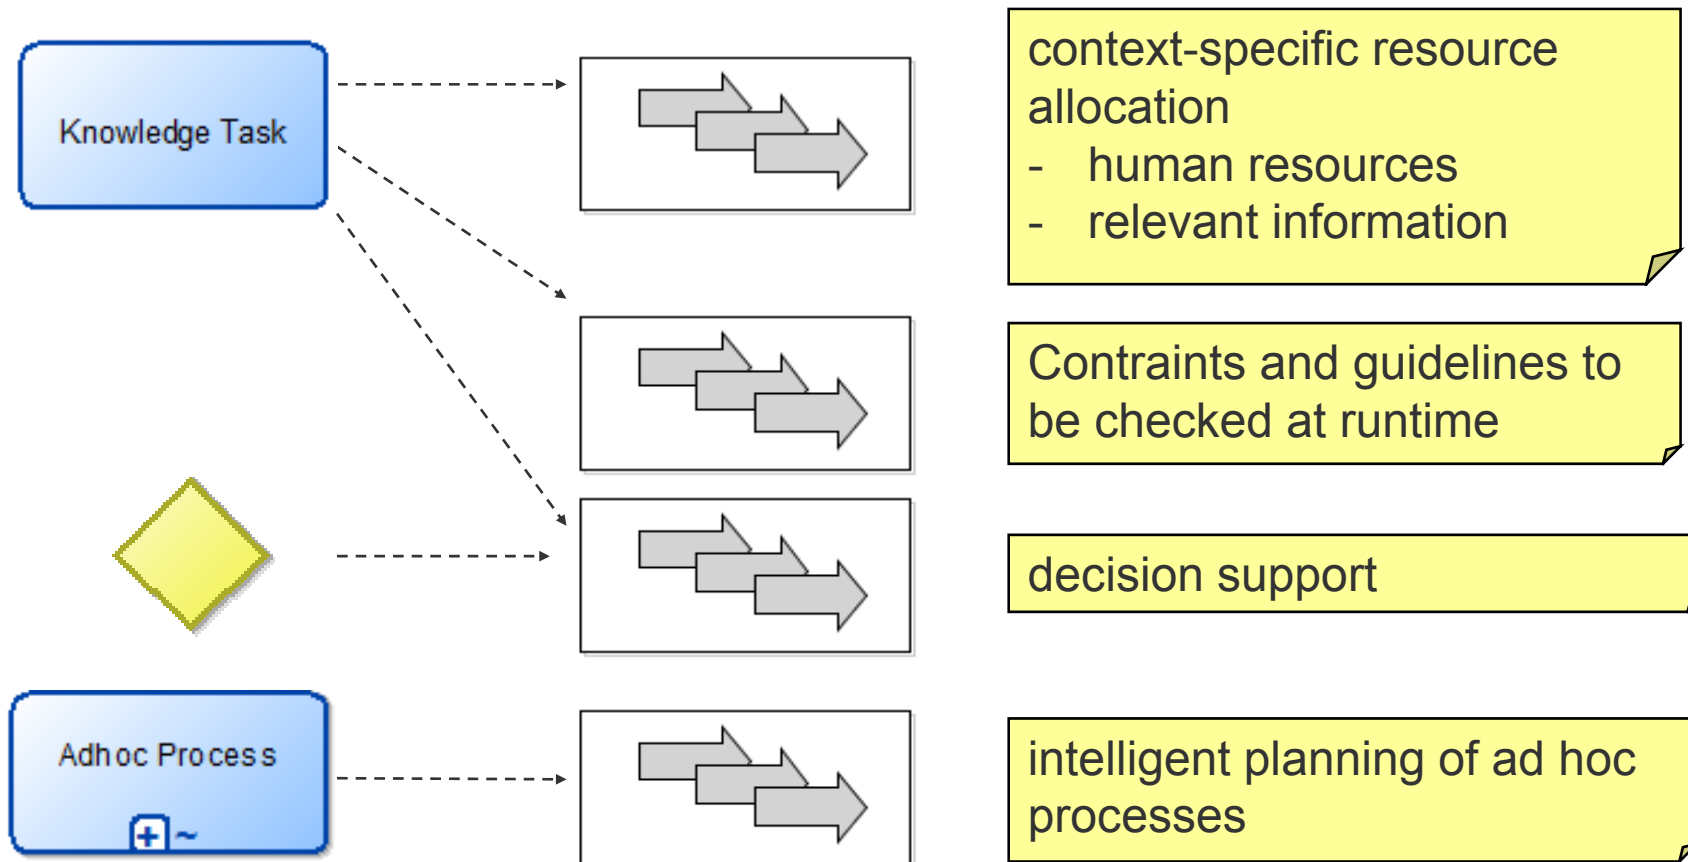 Knowledge Task
context-specific resource
allocation
- human resources
- relevant information
Contraints and guidelines to
be checked at runtime
decision support
Adhoc Process
+ ~
intelligent planning of ad hoc
processes